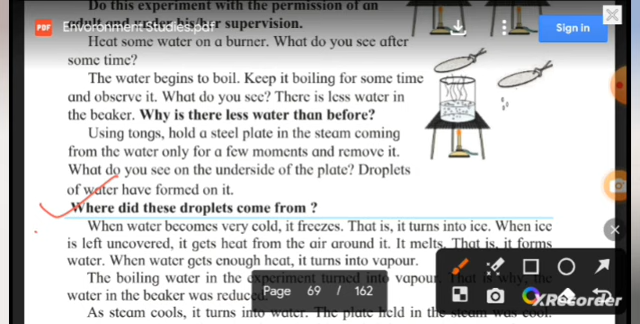 Do this experiment with the permission of an
PDF Environment Studies.pdf
Sign in
adult and under his/her supervision.
Heat some water on a burner. What do you see after
some time?
The water begins to boil. Keep it boiling for some time
and observe it. What do you see? There is less water in
the beaker. Why is there less water than before?
Using tongs, hold a steel plate in the steam coming
from the water only for a few moments and remove it.
What do you see on the underside of the plate? Droplets
of water have formed on it.
Where did these droplets come from ?
When water becomes very cold, it freezes. That is, it turns into ice. When ice
is left uncovered, it gets heat from the air around it. It melts. That is, it forms
water. When water gets enough heat, it turns into vapour.
The boiling water in the experiment turned into vapour. That is why, the
water in the beaker was reduced.
Page 69 / 162
XRecorder
As steam cools, it turns into water. The plate held in the steam was cool.